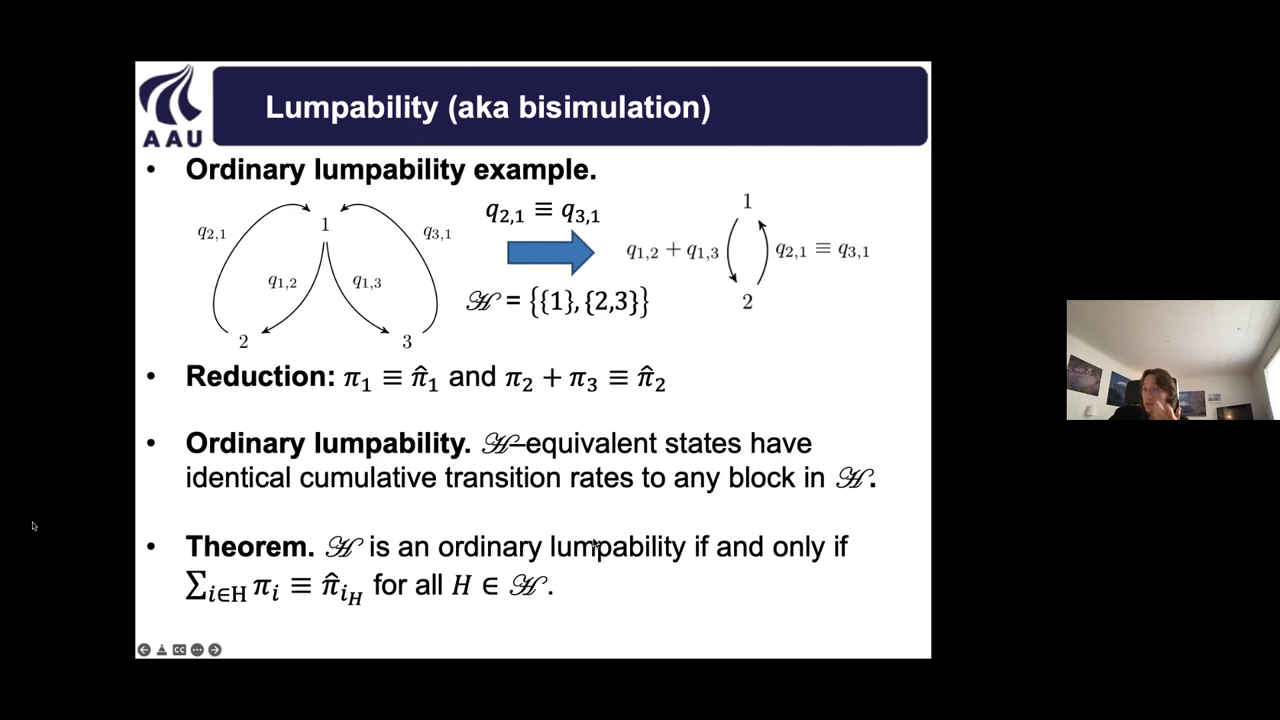 AAU
Lumpability (aka bisimulation)
• Ordinary lumpability example.
q2,1
1
q3,1
q1,2
q1,3
2
3
q2,1 ≡ q3,1
ℋ = {{1}, {2,3}}
1
q1,2 + q1,3
q2,1 ≡ q3,1
2
• Reduction: π1 ≡ π̂1 and π2 + π3 ≡ π̂2
• Ordinary lumpability. ℋ–equivalent states have
identical cumulative transition rates to any block in ℋ.
• Theorem. ℋ is an ordinary lumpability if and only if
∑i∈H πi ≡ π̂iH for all H ∈ ℋ.
CC